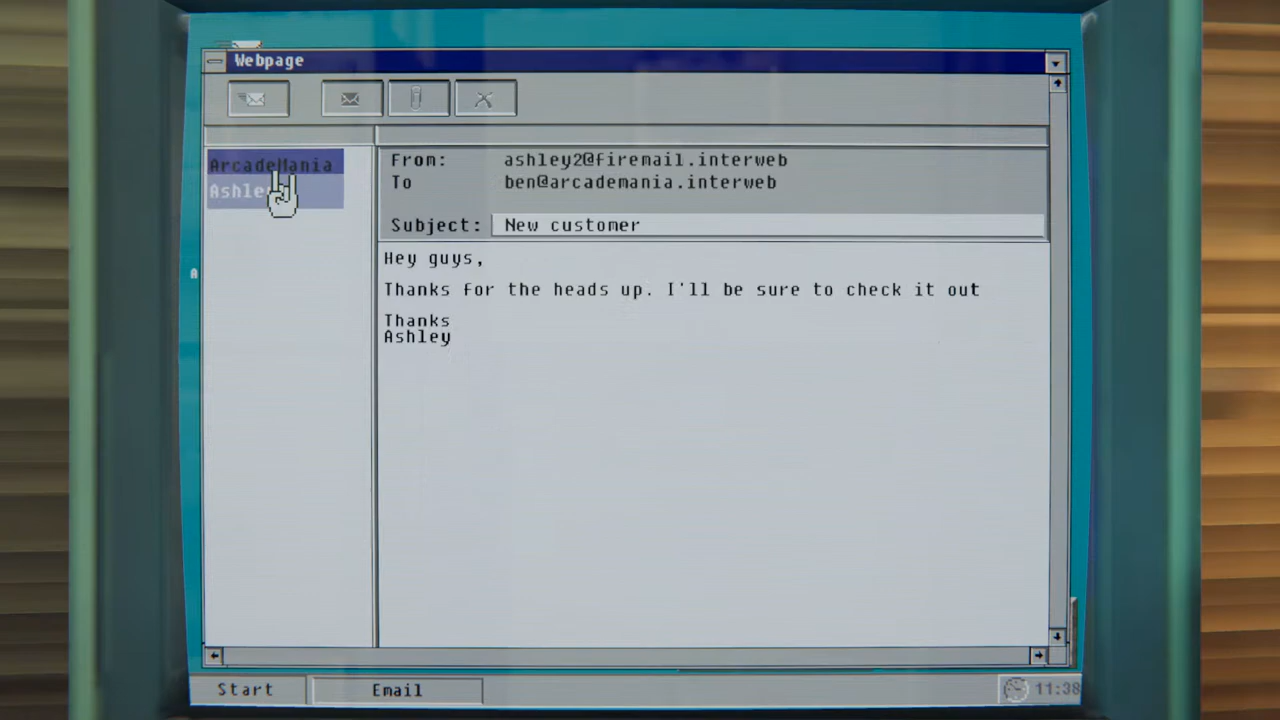 Webpage
ArcadeMania
Ashley
From: ashley2@firemail.interweb
To ben@arcademania.interweb
Subject: New customer
Hey guys,
Thanks for the heads up. I'll be sure to check it out
Thanks
Ashley
A
Start
Email
11:38